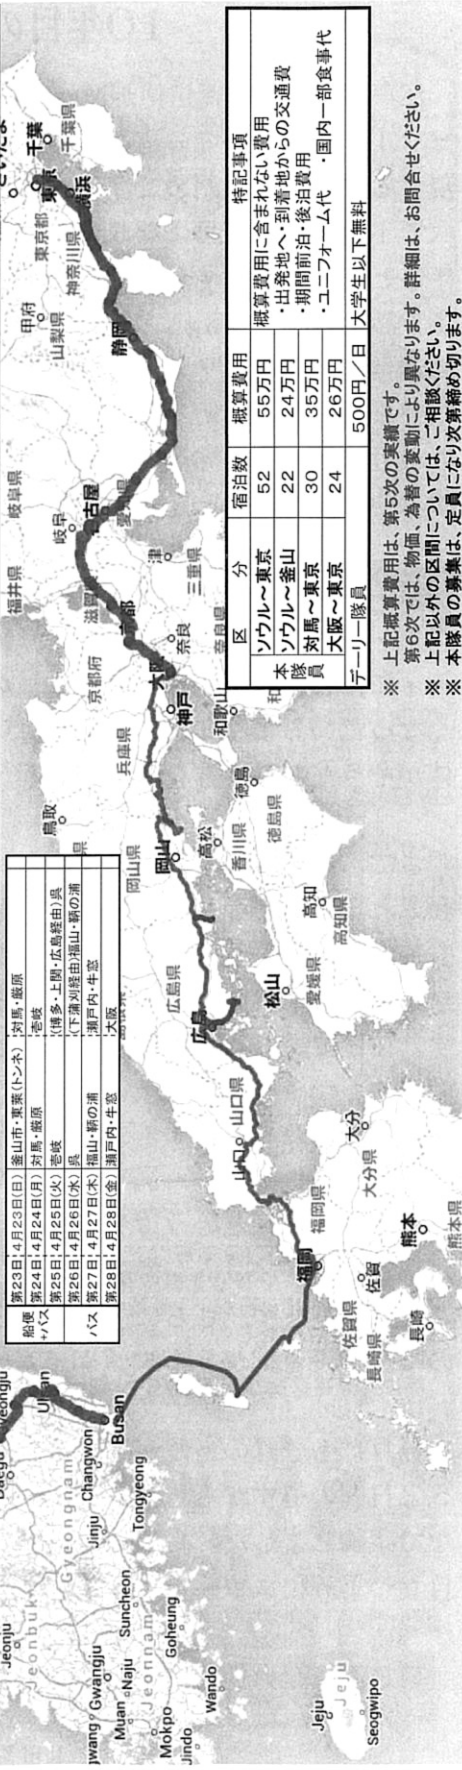 船便
+バス
第23日 4月23日(日) 釜山市・東萊(トンネ) 対馬・厳原
第24日 4月24日(月) 対馬・厳原 壱岐
第25日 4月25日(火) 壱岐 (博多・上関・広島経由)呉
バス
第26日 4月26日(水) 呉 (下蒲刈経由)福山・鞆の浦
第27日 4月27日(木) 福山・鞆の浦 瀬戸内・牛窓
第28日 4月28日(金) 瀬戸内・牛窓 大阪
区 分 宿泊数 概算費用 特記事項
本隊員
ソウル～東京 52 55万円 概算費用に含まれない費用
ソウル～釜山 22 24万円 ・出発地へ・到着地からの交通費
対馬～東京 30 35万円 ・期間前泊・後泊費用
大阪～東京 24 26万円 ・ユニフォーム代 ・国内一部食事代
デーリー隊員 500円／日 大学生以下無料
※ 上記概算費用は、第5次の実績です。
第6次では、物価、為替の変動により異なります。詳細は、お問合せください。
※ 上記以外の区間については、ご相談ください。
※ 本隊員の募集は、定員になり次第締め切ります。
Jeonju
Jeonbuk
Gwangju
Naju
Muan
Mokpo
Jindo
Jeonnam
Suncheon
Goheung
Wando
Jeju
Jeju
Seogwipo
Gyeongnam
Jinju
Changwon
Tongyeong
Busan
Ulsan
福岡
福岡県
佐賀
佐賀県
長崎
長崎県
熊本
熊本県
大分
大分県
山口
山口県
広島
広島県
松山
愛媛県
高知
高知県
高松
香川県
徳島
徳島県
岡山
岡山県
鳥取
兵庫県
神戸
大阪
和歌山
京都府
京都
奈良
奈良県
滋賀
福井県
津
三重県
岐阜
岐阜県
名古屋
静岡
甲府
山梨県
神奈川県
横浜
東京都
東京
千葉
千葉県